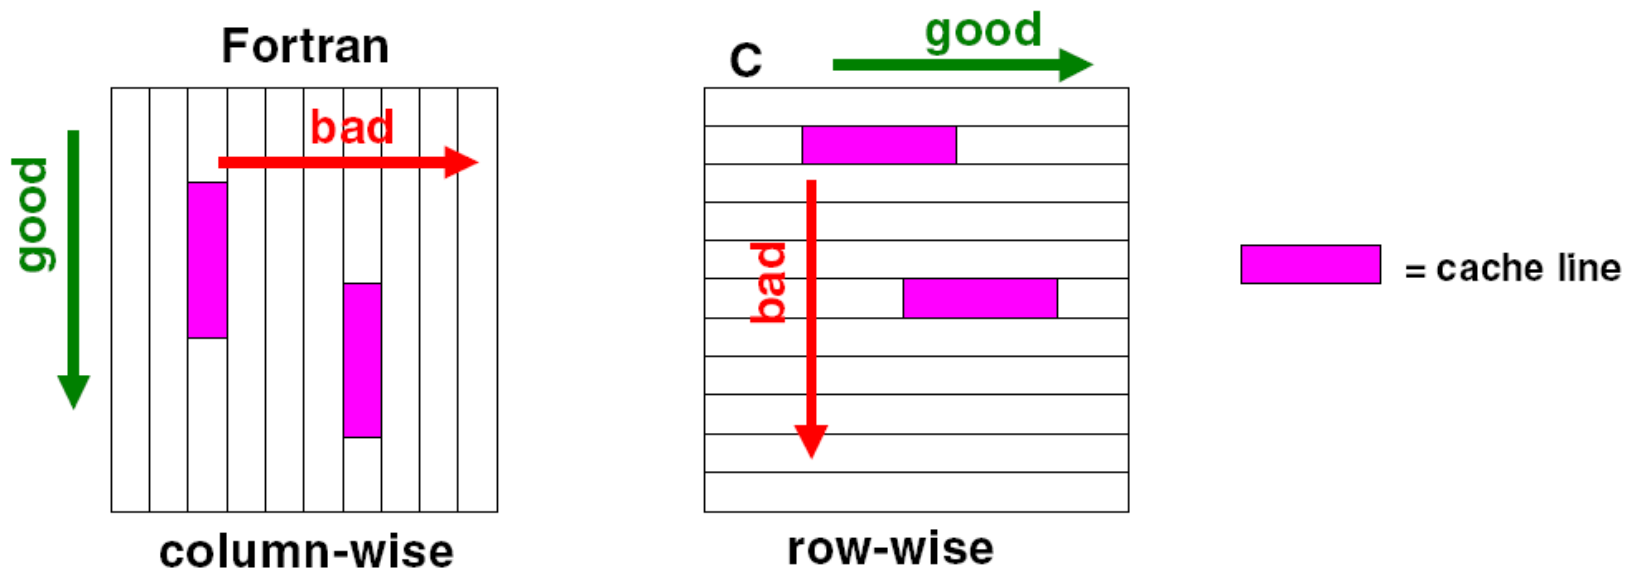 Fortran
good
bad
column-wise
C
good
bad
row-wise
= cache line